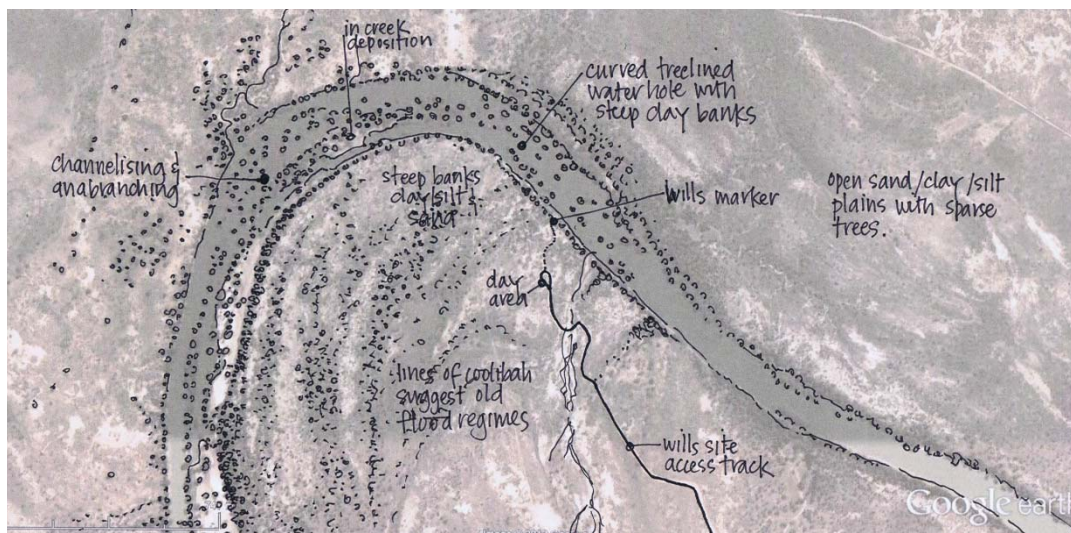 in creek
deposition
curved treelined
waterhole with
steep clay banks
channelising &
anabranching
steep banks
clay/silt &
sand
wills marker
open sand/clay/silt
plains with sparse
trees.
day
area
lines of coolibah
suggest old
flood regimes
wills site
access track
Google earth